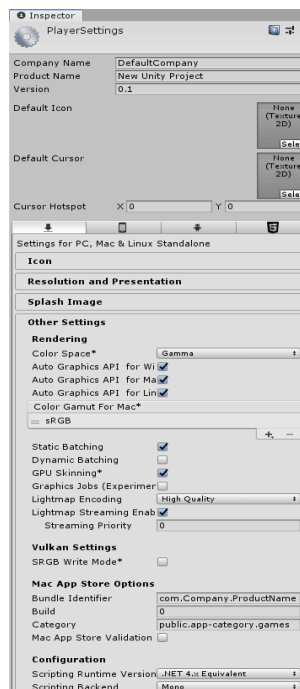 Inspector
PlayerSettings
Company Name DefaultCompany
Product Name New Unity Project
Version 0.1
Default Icon
None
(Texture
2D)
Sele
Default Cursor
None
(Texture
2D)
Sele
Cursor Hotspot X 0 Y 0
Settings for PC, Mac & Linux Standalone
Icon
Resolution and Presentation
Splash Image
Other Settings
Rendering
Color Space* Gamma
Auto Graphics API for Wi
Auto Graphics API for Ma
Auto Graphics API for Lin
Color Gamut For Mac*
sRGB
Static Batching
Dynamic Batching
GPU Skinning*
Graphics Jobs (Experimer
Lightmap Encoding High Quality
Lightmap Streaming Enab
Streaming Priority 0
Vulkan Settings
SRGB Write Mode*
Mac App Store Options
Bundle Identifier com.Company.ProductName
Build 0
Category public.app-category.games
Mac App Store Validation
Configuration
Scripting Runtime Version .NET 4.x Equivalent
Scripting Backend Mono